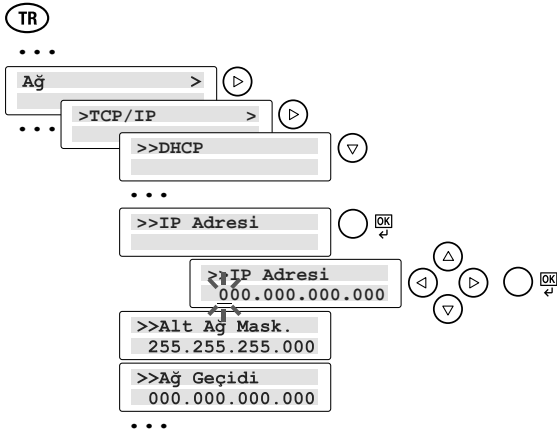 TR
...
Ağ >
... >TCP/IP >
>>DHCP
...
>>IP Adresi
OK
>>IP Adresi
000.000.000.000
OK
>>Alt Ağ Mask.
255.255.255.000
>>Ağ Geçidi
000.000.000.000
...